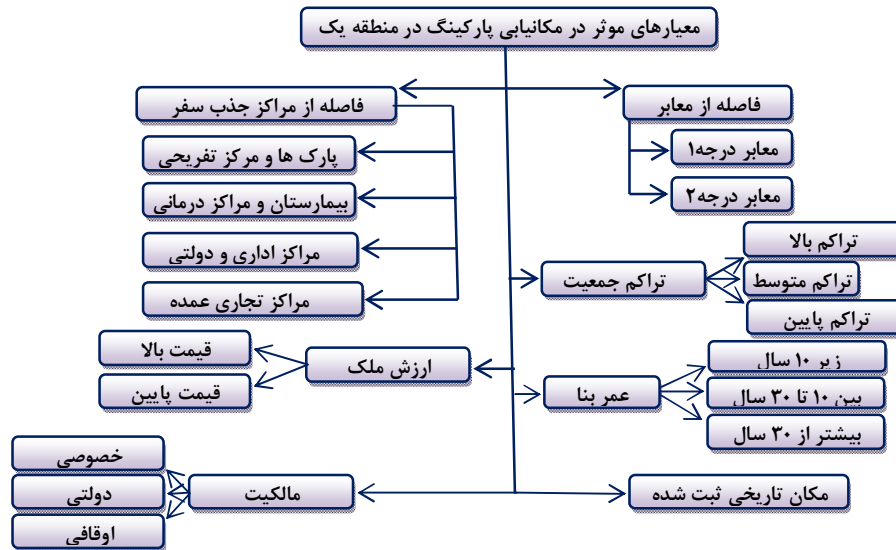 معیارهای موثر در مکانیابی پارکینگ در منطقه یک
فاصله از معابر
معابر درجه۱
معابر درجه۲
فاصله از مراکز جذب سفر
پارک ها و مرکز تفریحی
بیمارستان و مراکز درمانی
مراکز اداری و دولتی
مراکز تجاری عمده
تراکم جمعیت
تراکم بالا
تراکم متوسط
تراکم پایین
ارزش ملک
قیمت بالا
قیمت پایین
عمر بنا
زیر ۱۰ سال
بین ۱۰ تا ۳۰ سال
بیشتر از ۳۰ سال
مکان تاریخی ثبت شده
مالکیت
خصوصی
دولتی
اوقافی